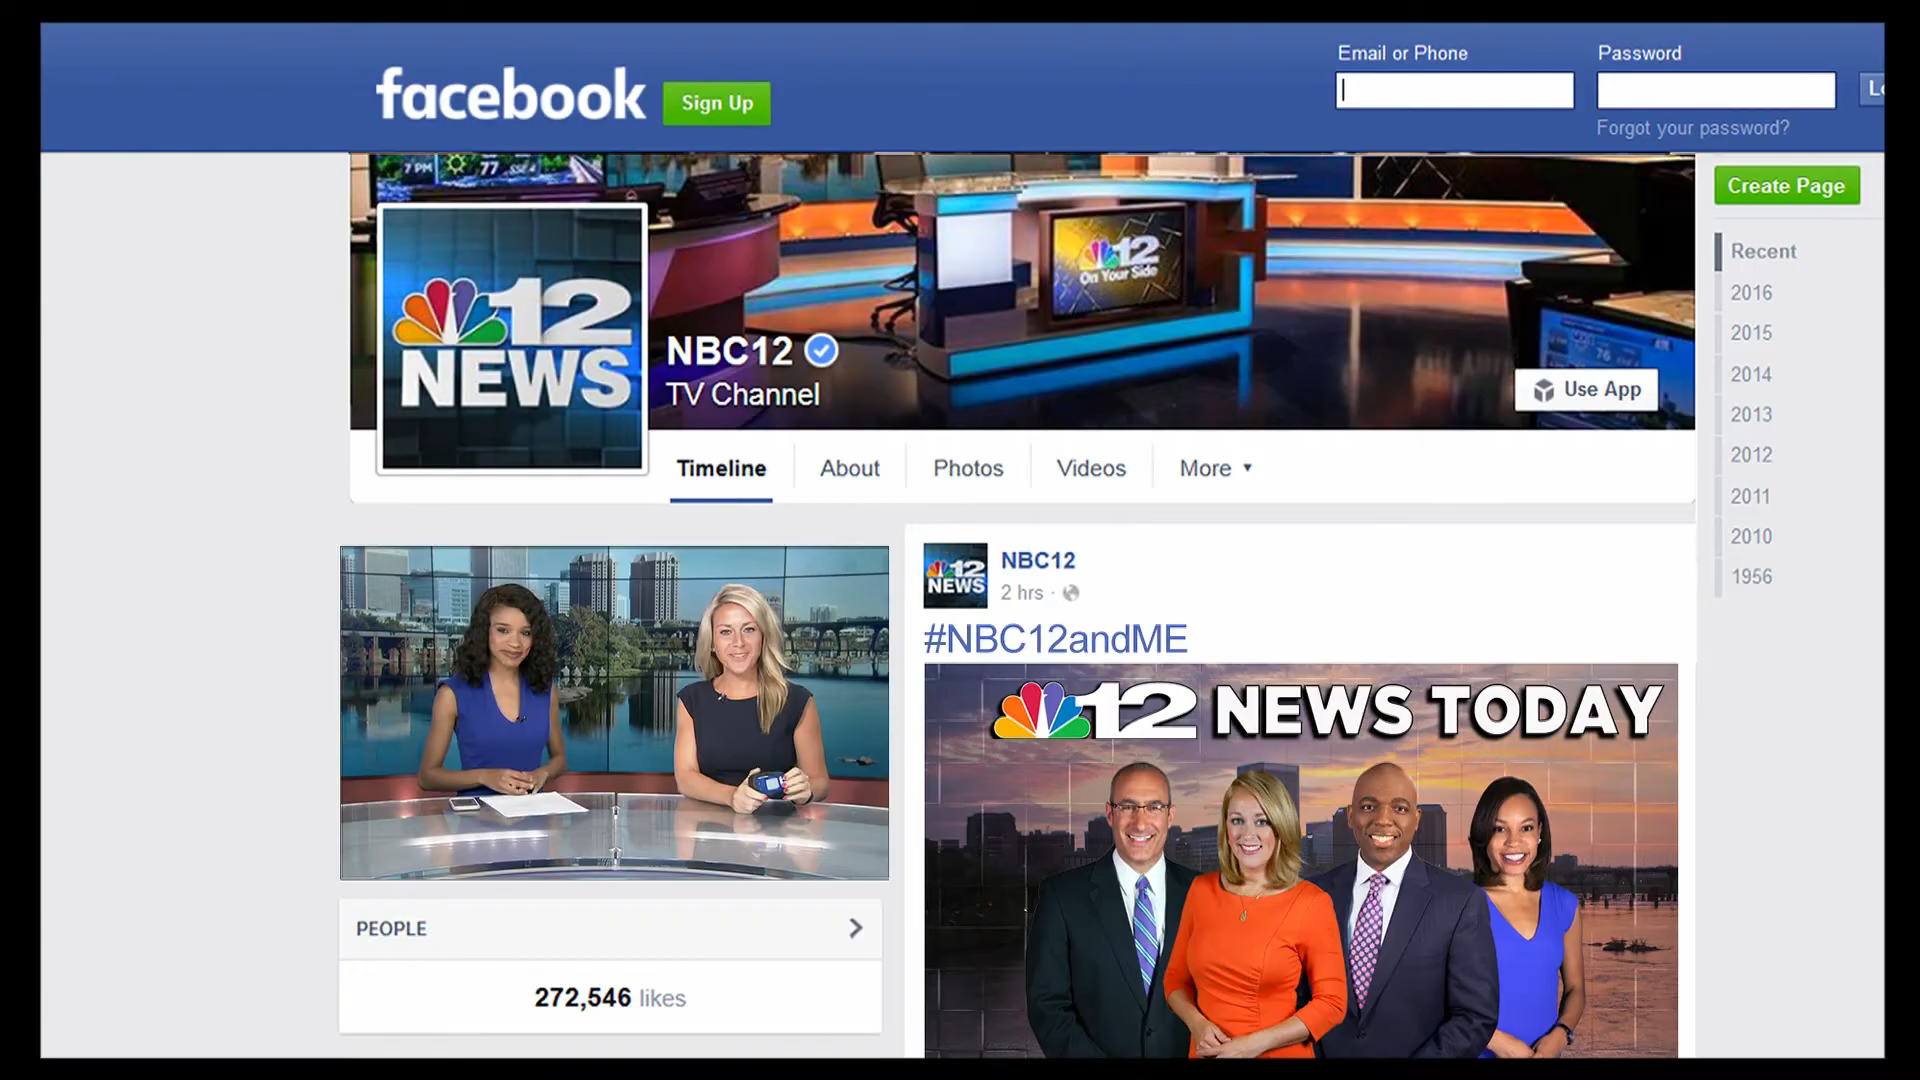 Email or Phone
Password
facebook
Sign Up
Forgot your password?
Create Page
7 PM
77
12
On Your Side
12
NEWS
NBC12
TV Channel
76
Use App
Timeline
About
Photos
Videos
More
Recent
2016
2015
2014
2013
2012
2011
2010
1956
12
NEWS
NBC12
2 hrs ·
#NBC12andME
12 NEWS TODAY
PEOPLE
272,546 likes